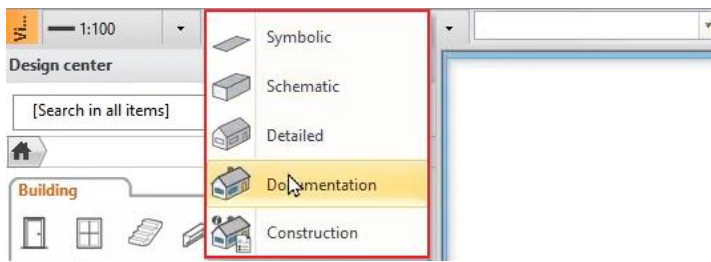 1:100
Symbolic
Design center
Schematic
[Search in all items]
Detailed
Documentation
Building
Construction